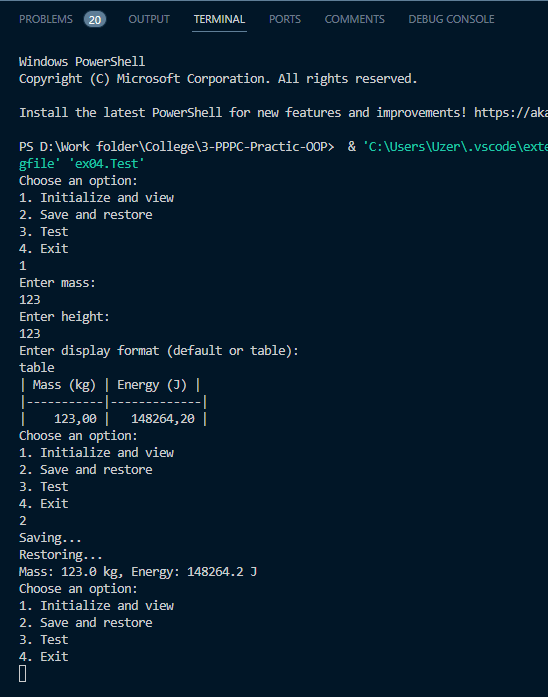 PROBLEMS 20 OUTPUT TERMINAL PORTS COMMENTS DEBUG CONSOLE
Windows PowerShell
Copyright (C) Microsoft Corporation. All rights reserved.
Install the latest PowerShell for new features and improvements! https://aka
PS D:\Work folder\College\3-PPPC-Practic-OOP>  & 'C:\Users\Uzer\.vscode\exte
gfile' 'ex04.Test'
Choose an option:
1. Initialize and view
2. Save and restore
3. Test
4. Exit
1
Enter mass:
123
Enter height:
123
Enter display format (default or table):
table
| Mass (kg) | Energy (J) |
|-----------|-------------|
|    123,00 |   148264,20 |
Choose an option:
1. Initialize and view
2. Save and restore
3. Test
4. Exit
2
Saving...
Restoring...
Mass: 123.0 kg, Energy: 148264.2 J
Choose an option:
1. Initialize and view
2. Save and restore
3. Test
4. Exit